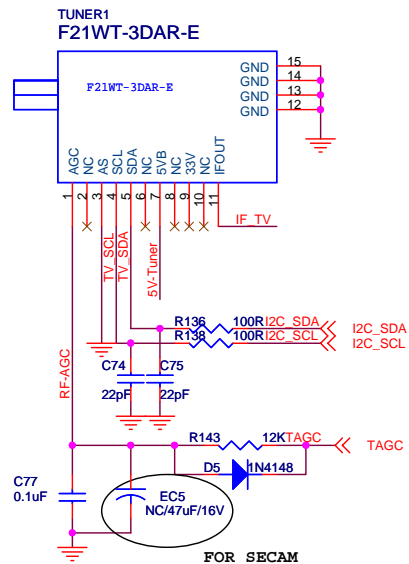 TUNER1
F21WT-3DAR-E
F21WT-3DAR-E
GND 15
GND 14
GND 13
GND 12
AGC NC AS SCL SDA NC 5VB NC 33V NC IFOUT
1 2 3 4 5 6 7 8 9 10 11
IF_TV
TV_SCL
TV_SDA
5V-Tuner
R136 100R I2C_SDA I2C_SDA
R138 100R I2C_SCL I2C_SCL
C74 C75
22pF 22pF
RF-AGC
R143 12K TAGC TAGC
D5 1N4148
C77
0.1uF
EC5
NC/47uF/16V
FOR SECAM